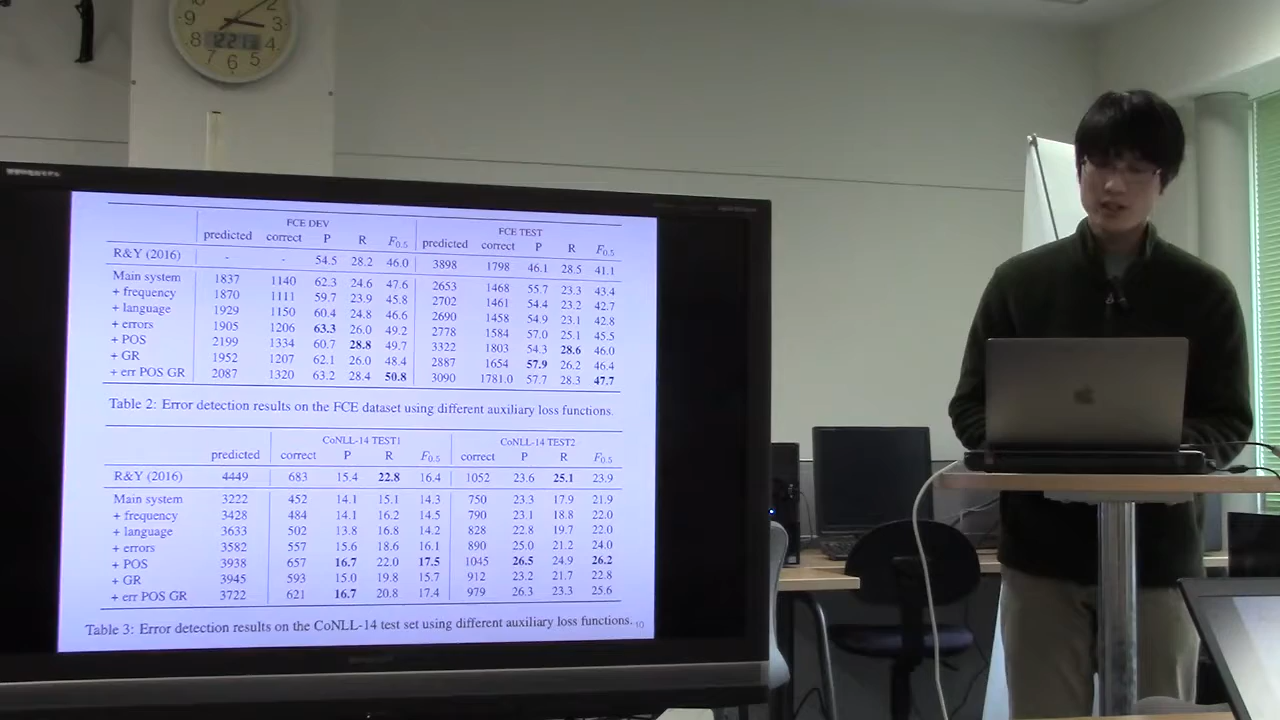 2
9 3
8 4
7 6 5
FCE DEV FCE TEST
predicted correct P R F0.5 predicted correct P R F0.5
R&Y (2016) - - 54.5 28.2 46.0 3898 1798 46.1 28.5 41.1
Main system 1837 1140 62.3 24.6 47.6 2653 1468 55.7 23.3 43.4
+ frequency 1870 1111 59.7 23.9 45.8 2702 1461 54.4 23.2 42.7
+ language 1929 1150 60.4 24.8 46.6 2690 1458 54.9 23.1 42.8
+ errors 1905 1206 63.3 26.0 49.2 2778 1584 57.0 25.1 45.5
+ POS 2199 1334 60.7 28.8 49.7 3322 1803 54.3 28.6 46.0
+ GR 1952 1207 62.1 26.0 48.4 2887 1654 57.9 26.2 46.4
+ err POS GR 2087 1320 63.2 28.4 50.8 3090 1781.0 57.7 28.3 47.7
Table 2: Error detection results on the FCE dataset using different auxiliary loss functions.
CoNLL-14 TEST1 CoNLL-14 TEST2
predicted correct P R F0.5 correct P R F0.5
R&Y (2016) 4449 683 15.4 22.8 16.4 1052 23.6 25.1 23.9
Main system 3222 452 14.1 15.1 14.3 750 23.3 17.9 21.9
+ frequency 3428 484 14.1 16.2 14.5 790 23.1 18.8 22.0
+ language 3633 502 13.8 16.8 14.2 828 22.8 19.7 22.0
+ errors 3582 557 15.6 18.6 16.1 890 25.0 21.2 24.0
+ POS 3938 657 16.7 22.0 17.5 1045 26.5 24.9 26.2
+ GR 3945 593 15.0 19.8 15.7 912 23.2 21.7 22.8
+ err POS GR 3722 621 16.7 20.8 17.4 979 26.3 23.3 25.6
Table 3: Error detection results on the CoNLL-14 test set using different auxiliary loss functions.
10